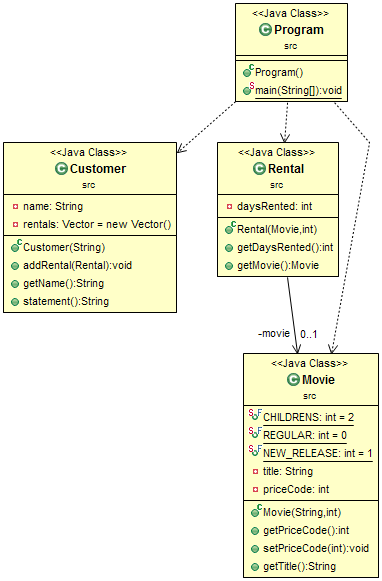 <<Java Class>>
Program
src
Program()
main(String[]):void
<<Java Class>>
Customer
src
name: String
rentals: Vector = new Vector()
Customer(String)
addRental(Rental):void
getName():String
statement():String
<<Java Class>>
Rental
src
daysRented: int
Rental(Movie,int)
getDaysRented():int
getMovie():Movie
-movie 0..1
<<Java Class>>
Movie
src
CHILDRENS: int = 2
REGULAR: int = 0
NEW_RELEASE: int = 1
title: String
priceCode: int
Movie(String,int)
getPriceCode():int
setPriceCode(int):void
getTitle():String